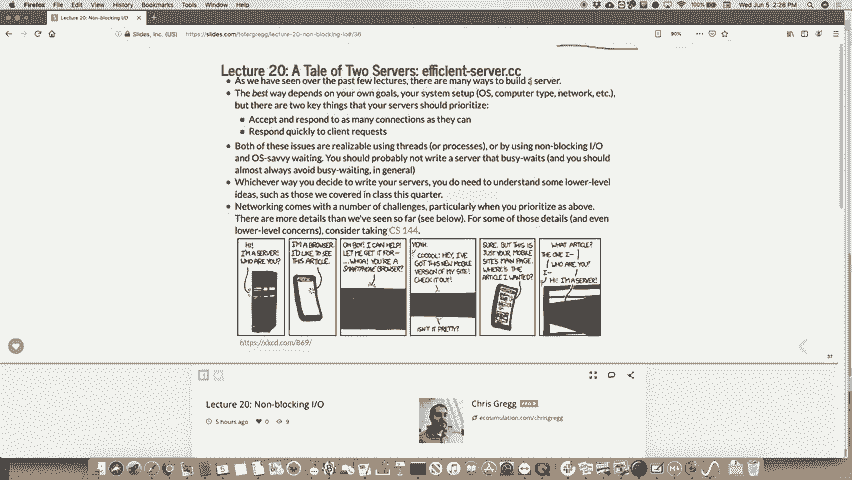 Firefox File Edit View History Bookmarks Tools Window Help
100% Wed Jun 5 2:28 PM
Lecture 20: Non-blocking I/O
Slides, Inc. (US) https://slides.com/tofergregg/lecture-20-non-blocking-io#/36
90%
Lecture 20: A Tale of Two Servers: efficient-server.cc
As we have seen over the past few lectures, there are many ways to build a server.
The best way depends on your own goals, your system setup (OS, computer type, network, etc.),
but there are two key things that your servers should prioritize:
Accept and respond to as many connections as they can
Respond quickly to client requests
Both of these issues are realizable using threads (or processes), or by using non-blocking I/O
and OS-savvy waiting. You should probably not write a server that busy-waits (and you should
almost always avoid busy-waiting, in general)
Whichever way you decide to write your servers, you do need to understand some lower-level
ideas, such as those we covered in class this quarter.
Networking comes with a number of challenges, particularly when you prioritize as above.
There are more details than we've seen so far (see below). For some of those details (and even
lower-level concerns), consider taking CS 144.
HI!
I'M A SERVER!
WHO ARE YOU?
I'M A BROWSER.
I'D LIKE TO SEE
THIS ARTICLE.
OH BOY! I CAN HELP!
LET ME GET IT FOR—
...WHOA! YOU'RE A
SMARTPHONE BROWSER?
YEAH.
COOOOL! HEY, I'VE
GOT THIS NEW MOBILE
VERSION OF MY SITE!
CHECK IT OUT!
ISN'T IT PRETTY?
SURE. BUT THIS IS
JUST YOUR MOBILE
SITE'S MAIN PAGE.
WHERE'S THE
ARTICLE I WANTED?
WHAT ARTICLE?
THE ONE I—
WHO ARE YOU?
I—
HI! I'M A SERVER!
https://xkcd.com/869/
37
Lecture 20: Non-blocking I/O
5 hours ago 0 9
Chris Gregg PRO
ecosimulation.com/chrisgregg